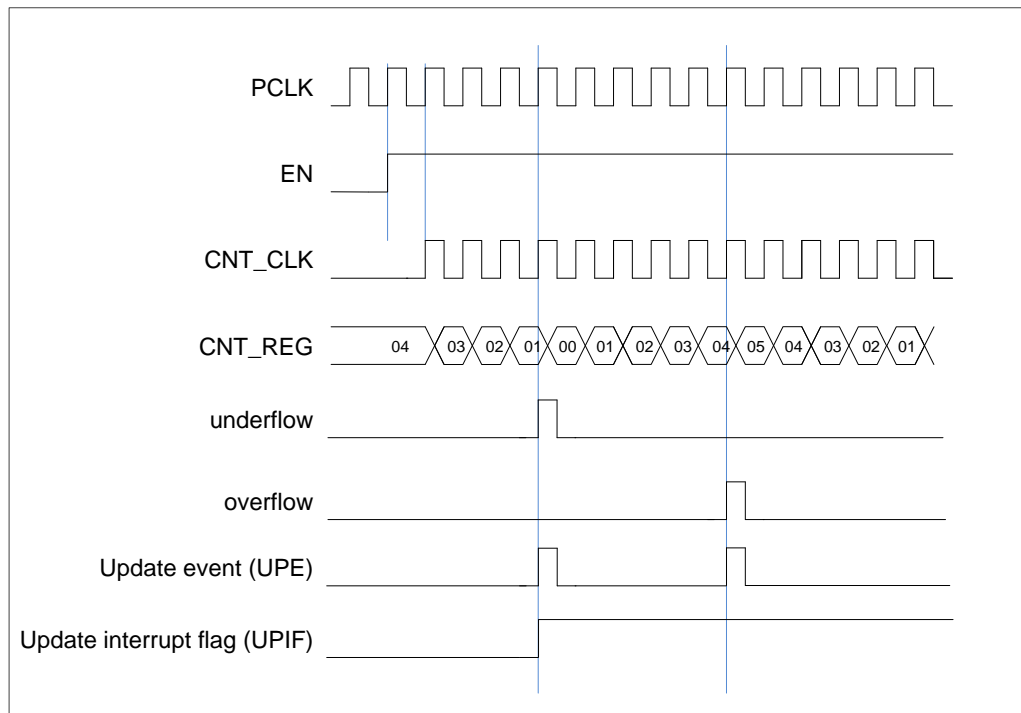 PCLK
EN
CNT_CLK
CNT_REG 04 03 02 01 00 01 02 03 04 05 04 03 02 01
underflow
overflow
Update event (UPE)
Update interrupt flag (UPIF)